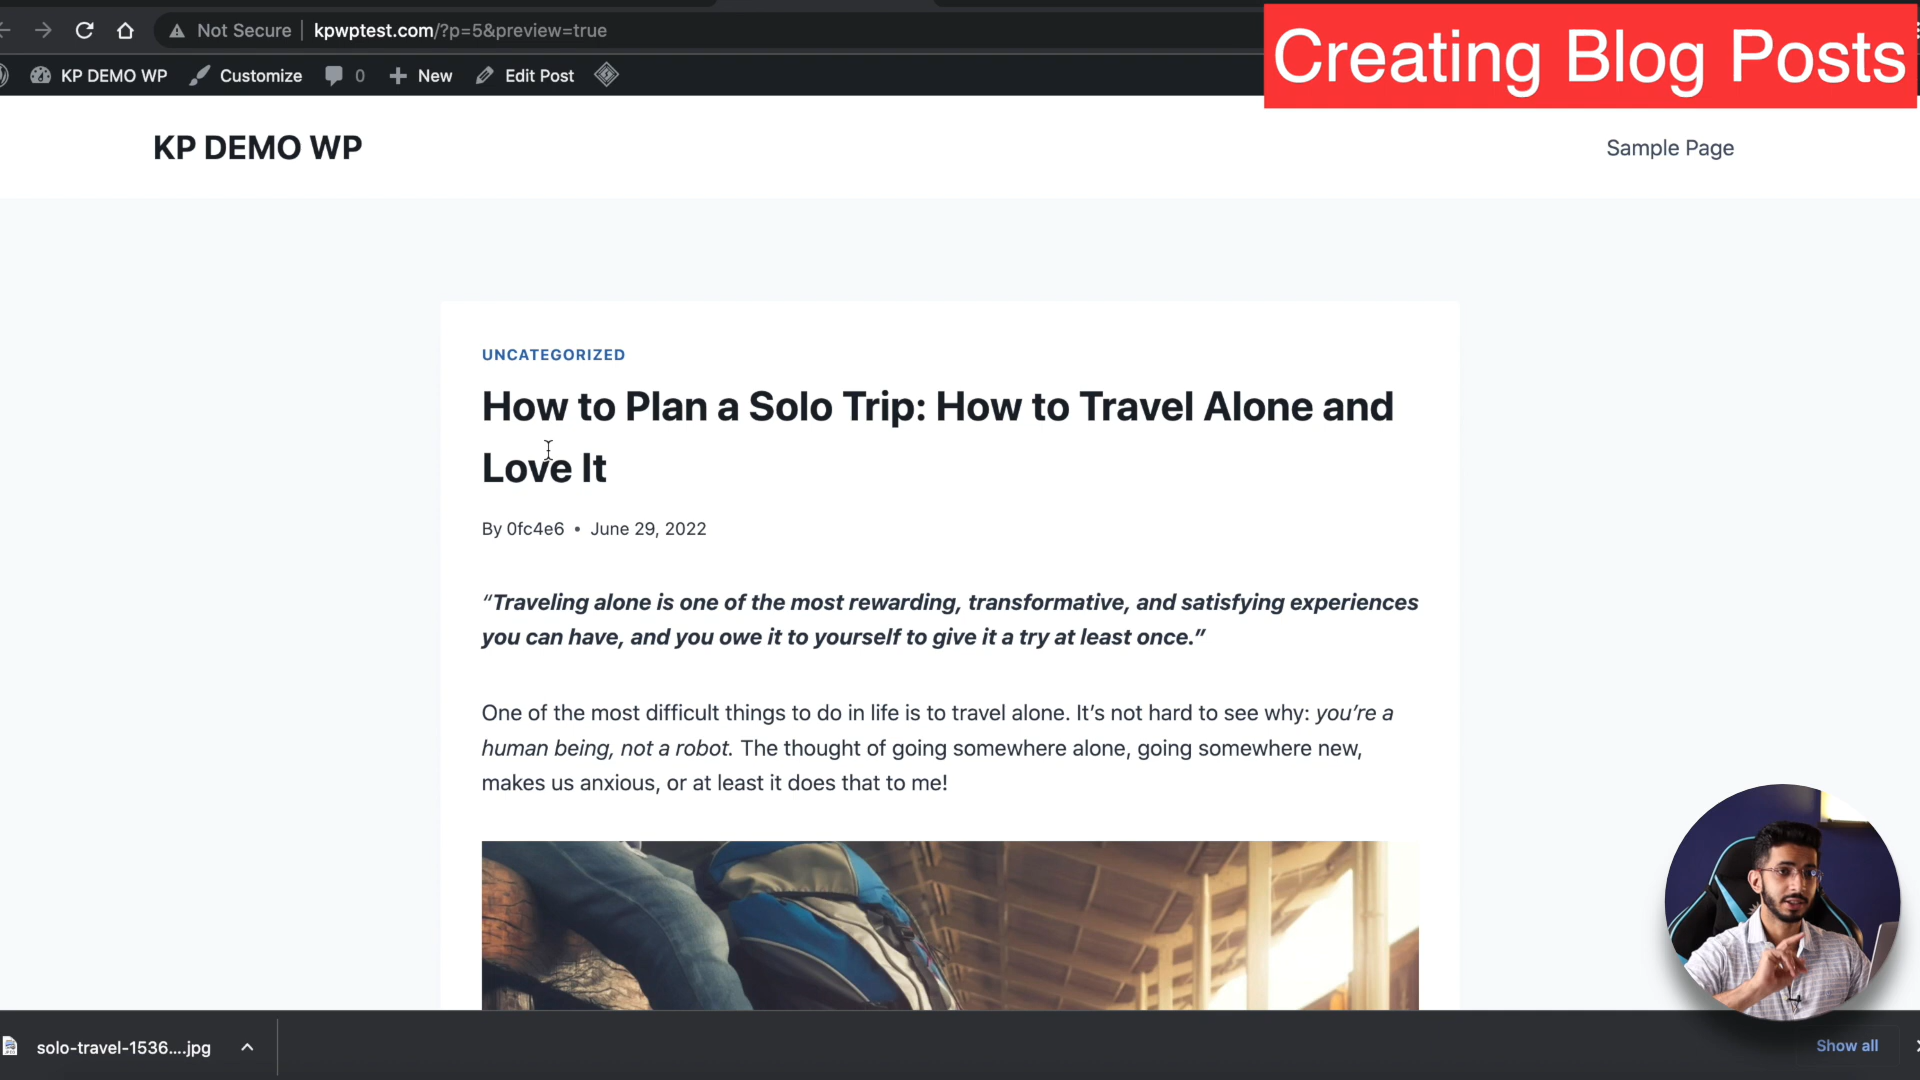 Not Secure
kpwptest.com/?p=5&preview=true
Creating Blog Posts
KP DEMO WP
Customize
0
New
Edit Post
KP DEMO WP
Sample Page
UNCATEGORIZED
How to Plan a Solo Trip: How to Travel Alone and
Love It
By 0fc4e6 • June 29, 2022
“Traveling alone is one of the most rewarding, transformative, and satisfying experiences
you can have, and you owe it to yourself to give it a try at least once.”
One of the most difficult things to do in life is to travel alone. It’s not hard to see why: you’re a
human being, not a robot. The thought of going somewhere alone, going somewhere new,
makes us anxious, or at least it does that to me!
solo-travel-1536....jpg
Show all